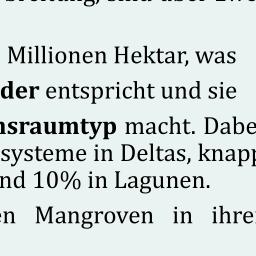 Millionen Hektar, was
der entspricht und sie
nsraumtyp macht. Dabe
systeme in Deltas, knapp
nd 10% in Lagunen.
en Mangroven in ihre